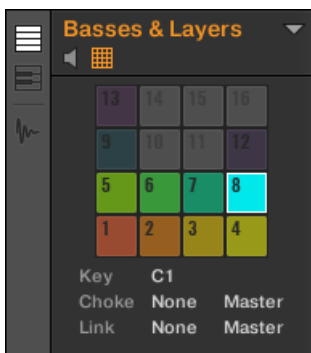 Basses & Layers
13 14 15 16
9 10 11 12
5 6 7 8
1 2 3 4
Key C1
Choke None Master
Link None Master